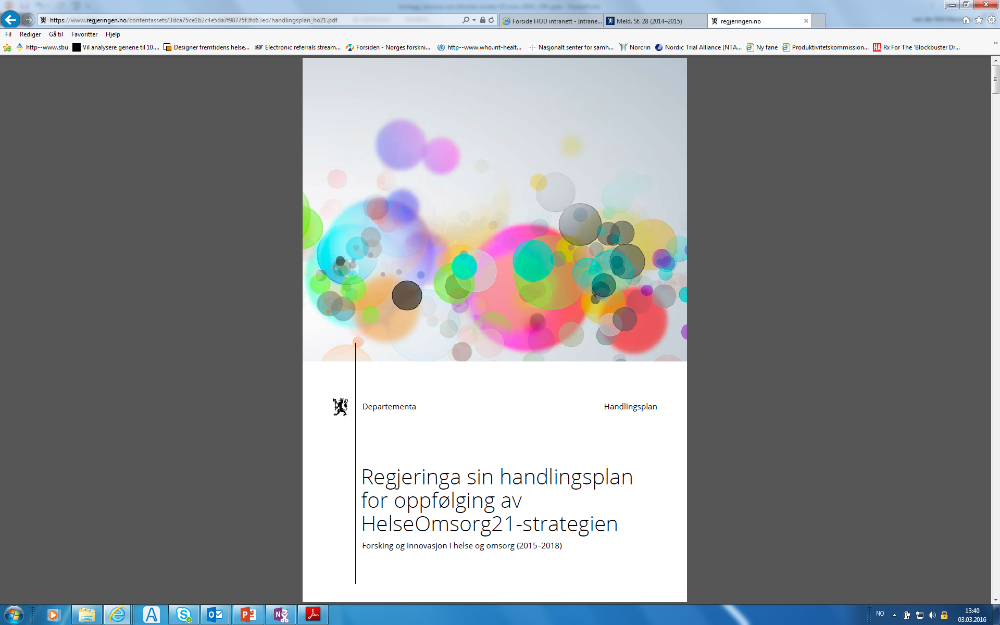 https://www.regjeringen.no/contentassets/3dca75ce1b2c4e5da7f98775f3fd63ed/handlingsplan_ho21.pdf
Forside HOD intranett - Intrane...
Meld. St. 28 (2014–2015)
regjeringen.no
Fil Rediger Gå til Favoritter Hjelp
http--www.sbu
Vil analysere genene til 10....
Designer fremtidens helse...
Electronic referrals stream...
Forsiden - Norges forskni...
http--www.who.int-healt...
Nasjonalt senter for samh...
Norcrin
Nordic Trial Alliance (NTA...
Ny fane
Produktivitetskommission...
HA
Rx For The ‘Blockbuster Dr...
Departementa
Handlingsplan
Regjeringa sin handlingsplan
for oppfølging av
HelseOmsorg21-strategien
Forsking og innovasjon i helse og omsorg (2015–2018)
NO
13:40
03.03.2016